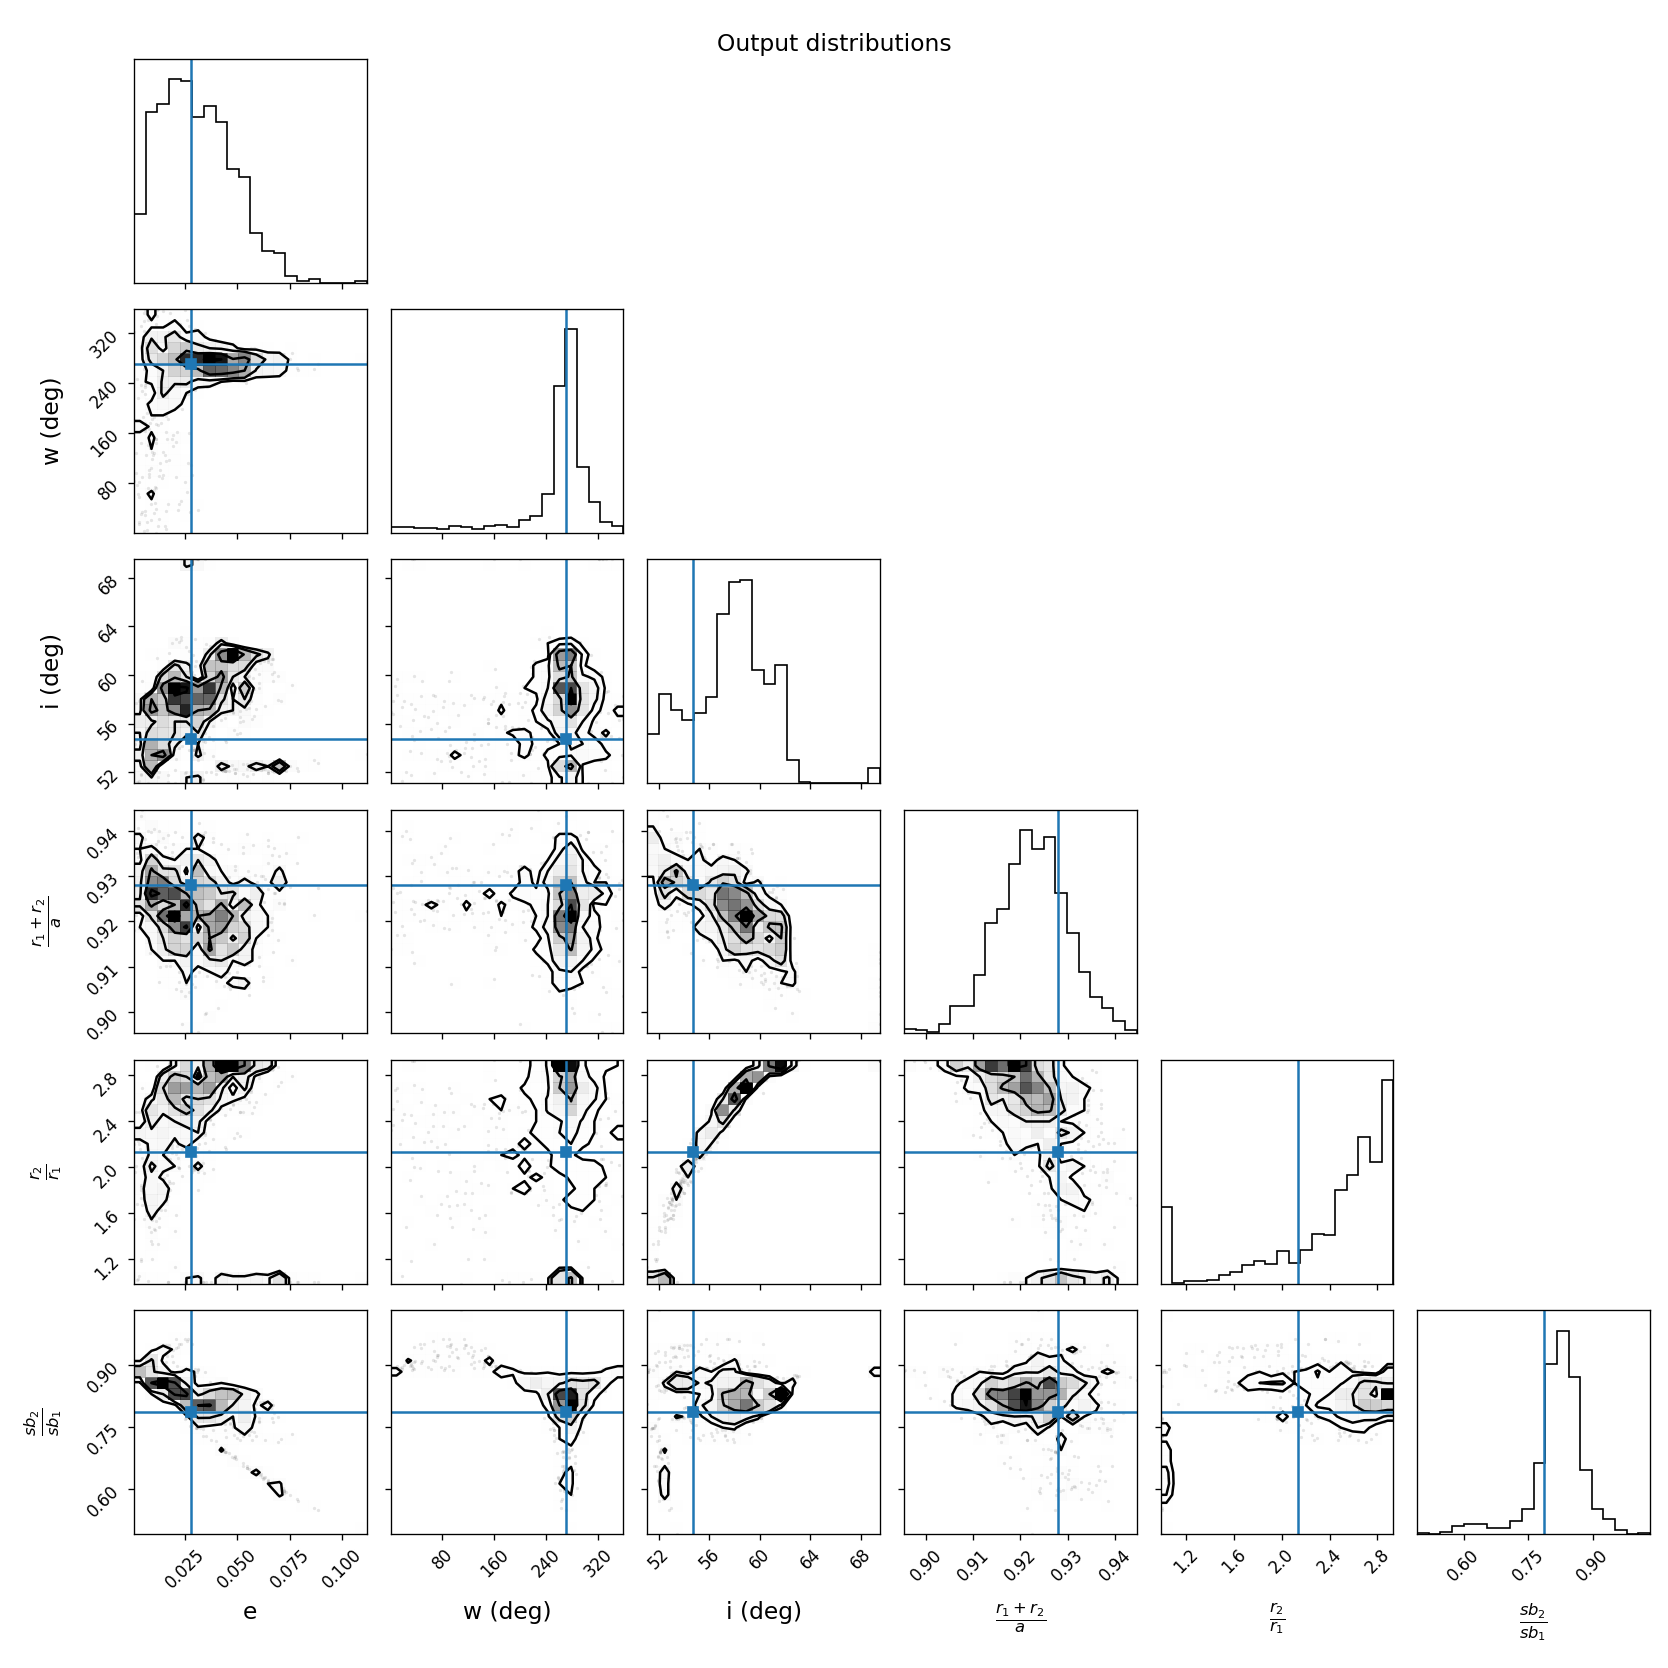 Output distributions
w (deg)
320
240
160
80
i (deg)
68
64
60
56
52
r₁ + r₂
a
0.94
0.93
0.92
0.91
0.90
r₂
r₁
2.8
2.4
2.0
1.6
1.2
sb₂
sb₁
0.90
0.75
0.60
0.025 0.050 0.075 0.100
80 160 240 320
52 56 60 64 68
0.90 0.91 0.92 0.93 0.94
1.2 1.6 2.0 2.4 2.8
0.60 0.75 0.90
e
w (deg)
i (deg)
r₁ + r₂
a
r₂
r₁
sb₂
sb₁